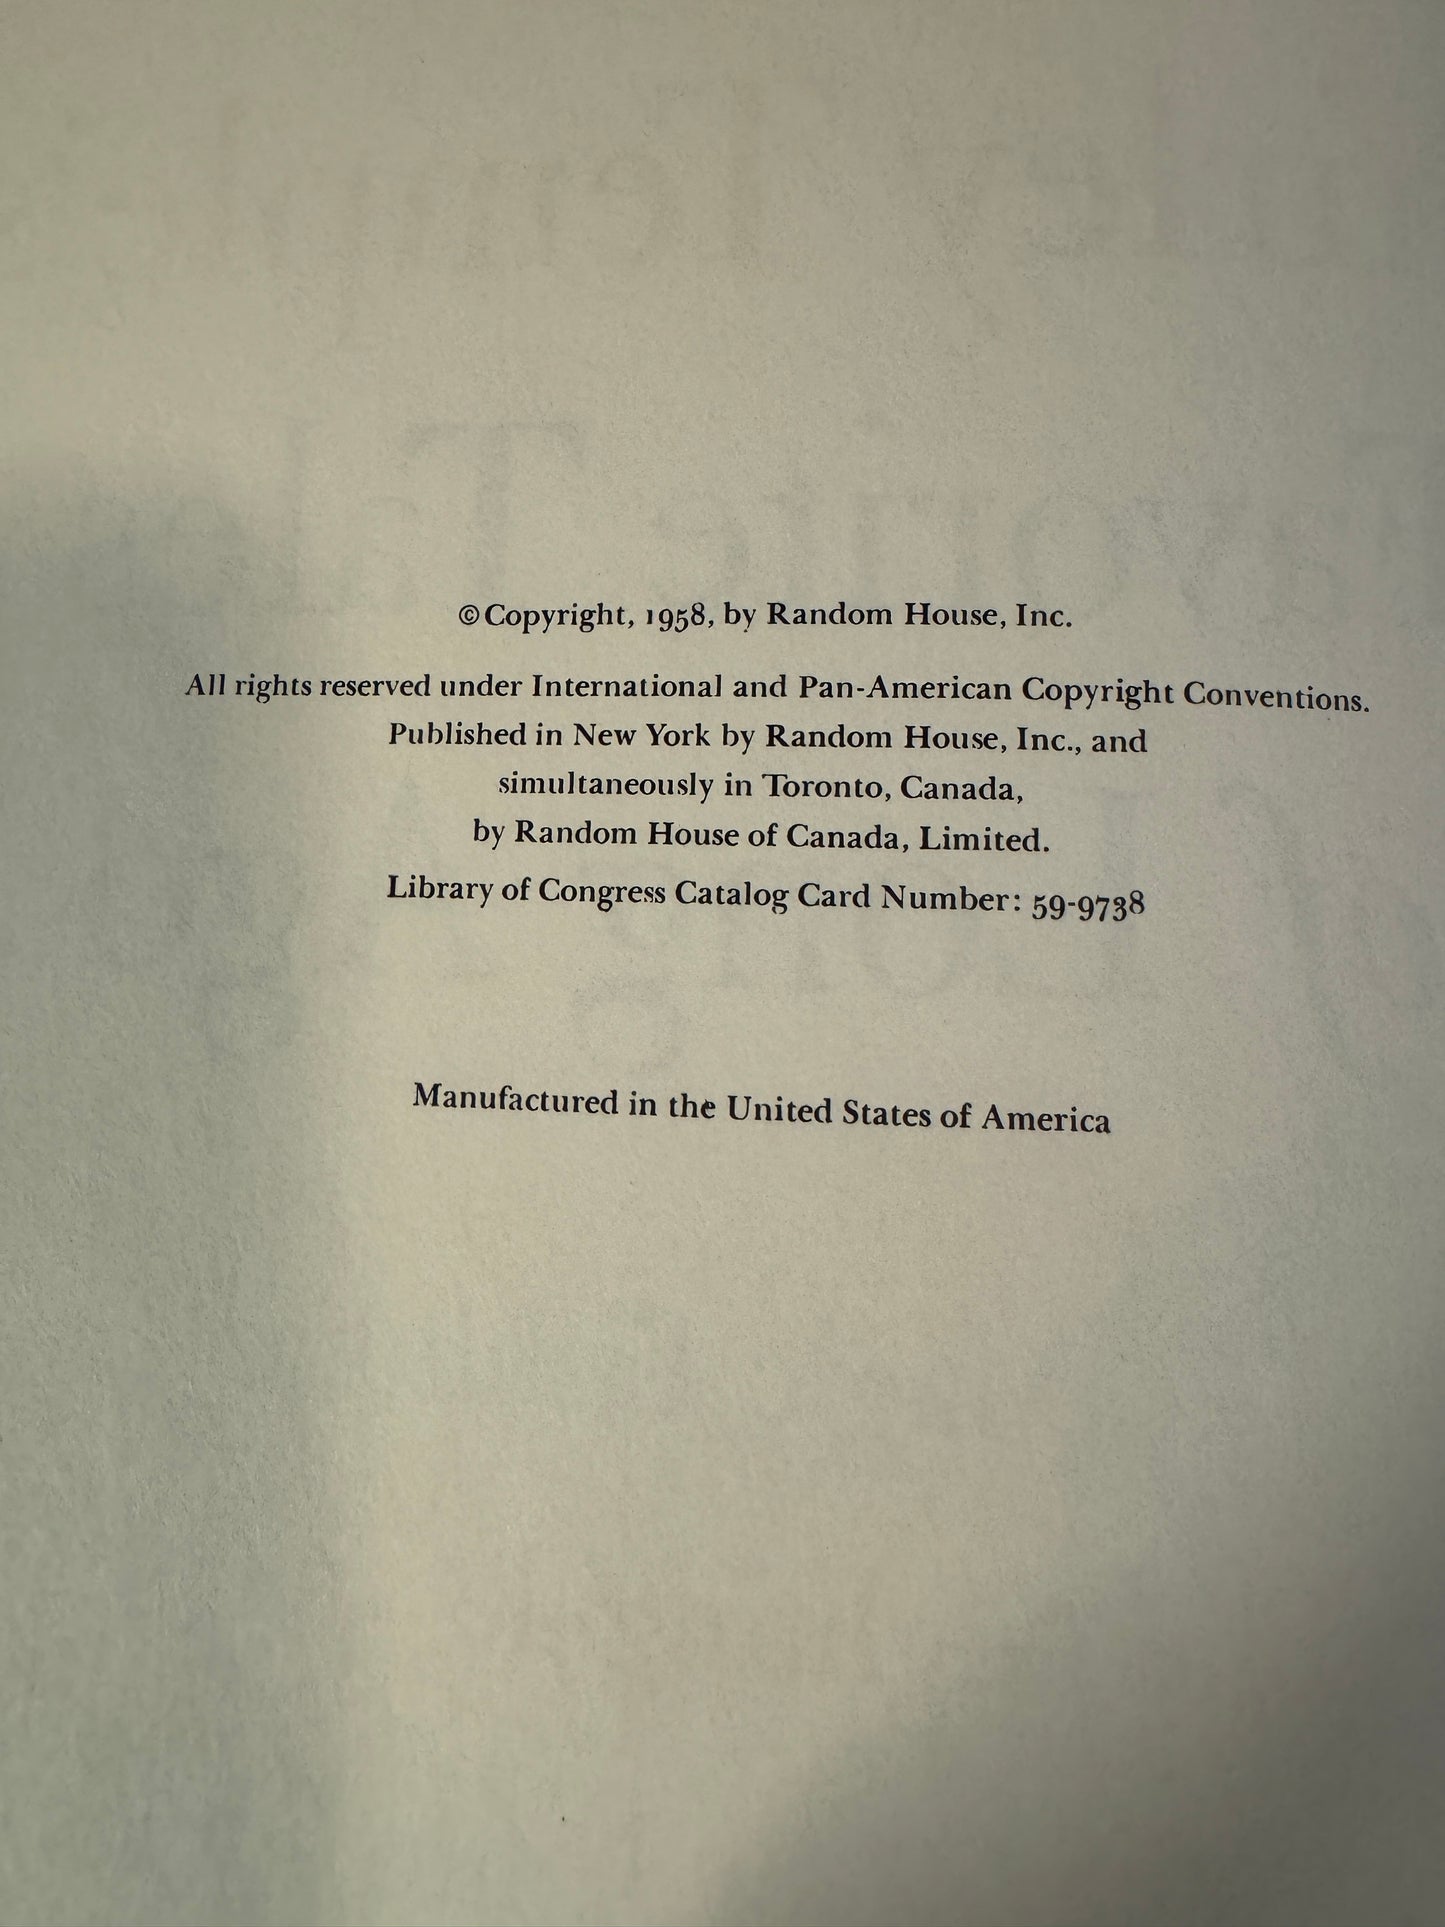 ©Copyright, 1958, by Random House, Inc.
All rights reserved under International and Pan-American Copyright Conventions.
Published in New York by Random House, Inc., and
simultaneously in Toronto, Canada,
by Random House of Canada, Limited.
Library of Congress Catalog Card Number: 59-9738
Manufactured in the United States of America